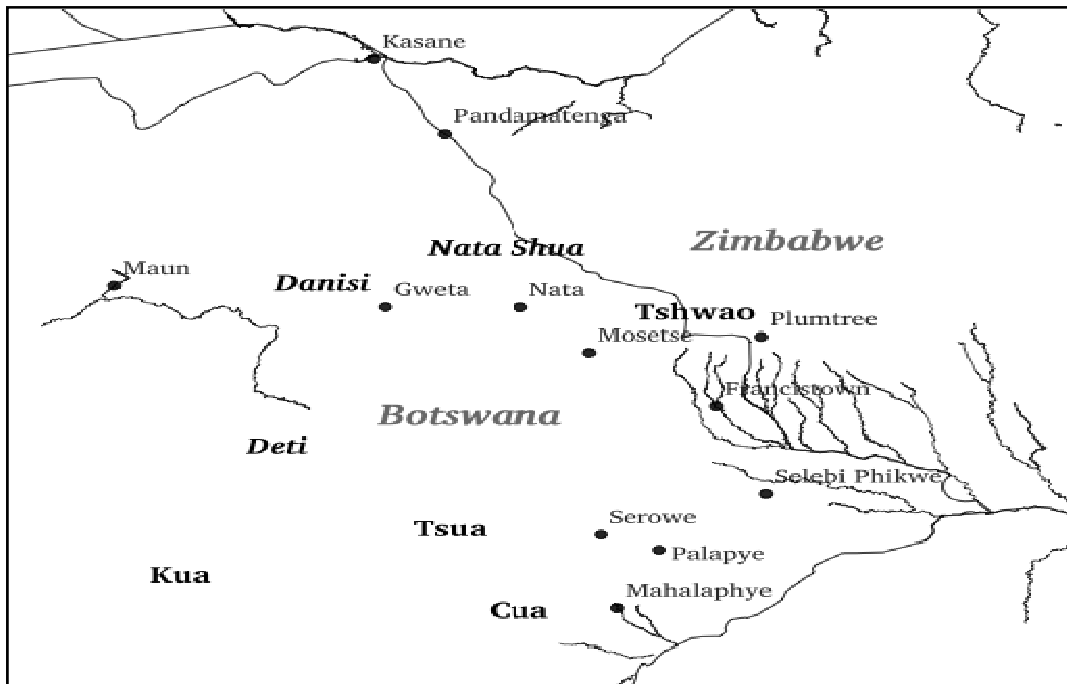 Kasane
Pandamatenga
Nata Shua
Zimbabwe
Maun
Danisi
Gweta
Nata
Tshwao
Plumtree
Mosetse
Francistown
Botswana
Deti
Selebi Phikwe
Serowe
Tsua
Palapye
Kua
Mahalaphye
Cua